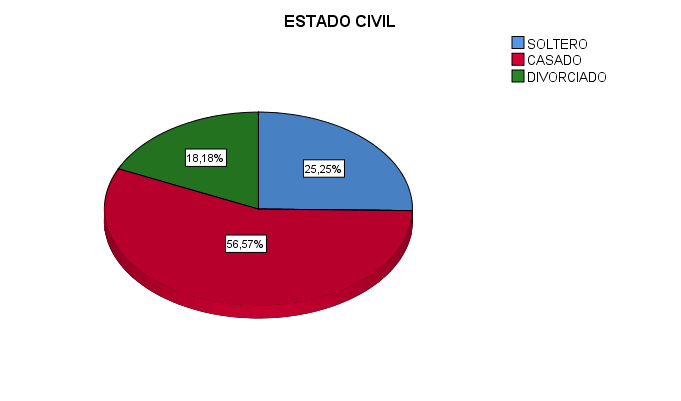 ESTADO CIVIL
SOLTERO
CASADO
DIVORCIADO
18,18%
25,25%
56,57%